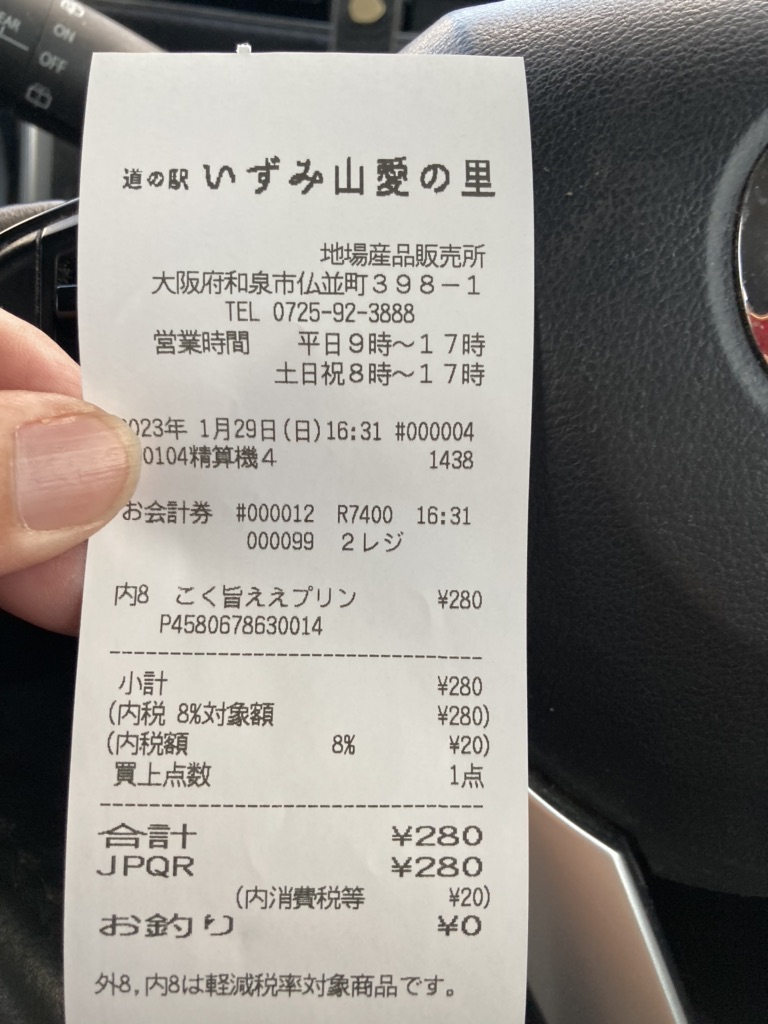 EAR
ON
OFF
道の駅 いずみ山愛の里
地場産品販売所
大阪府和泉市仏並町398-1
TEL 0725-92-3888
営業時間 平日9時~17時
土日祝8時~17時
023年 1月29日(日)16:31 #000004
0104精算機4 1438
お会計券 #000012 R7400 16:31
000099 2レジ
内8 こく旨ええプリン ¥280
P4580678630014
小計 ¥280
(内税 8%対象額 ¥280)
(内税額 8% ¥20)
買上点数 1点
合計 ¥280
JPQR ¥280
(内消費税等 ¥20)
お釣り ¥0
外8,内8は軽減税率対象商品です。